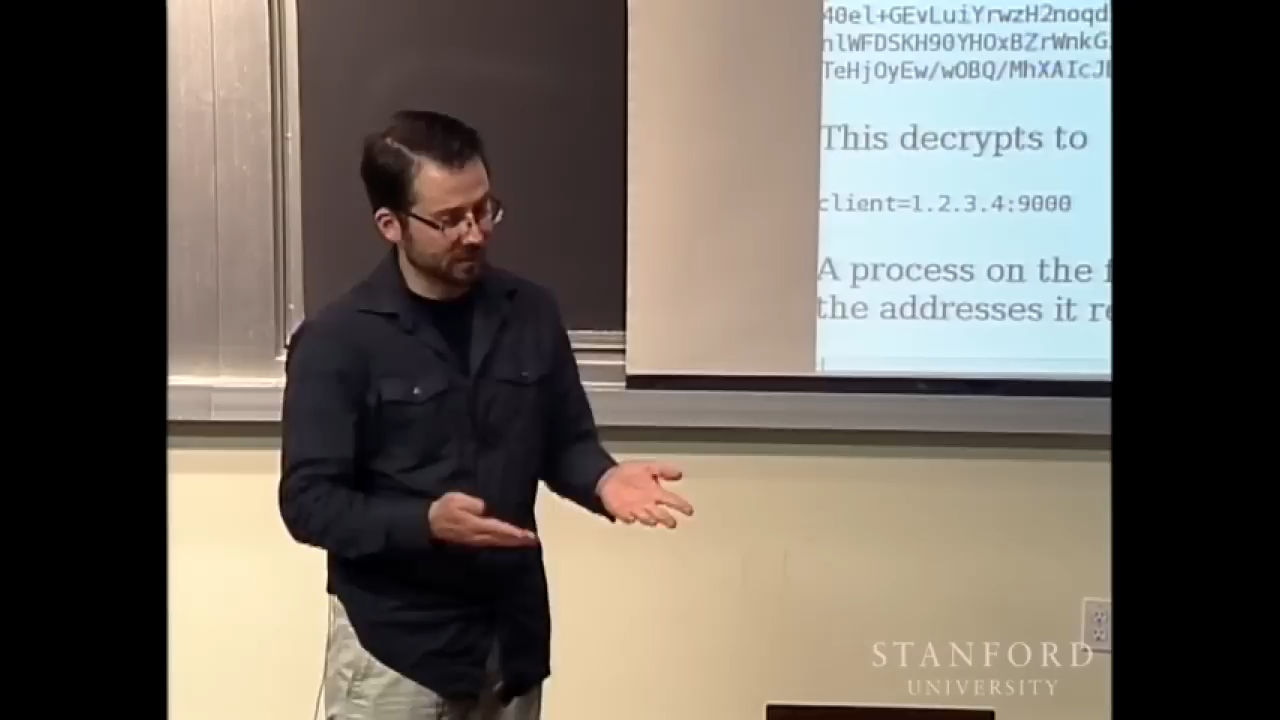 40el+GEvLuiYrwzH2noqd
nlWFDSKH90YHOxBZrWnkG
TeHjOyEw/wOBQ/MhXAIcJ
This decrypts to
client=1.2.3.4:9000
A process on the f
the addresses it re
STANFORD
UNIVERSITY